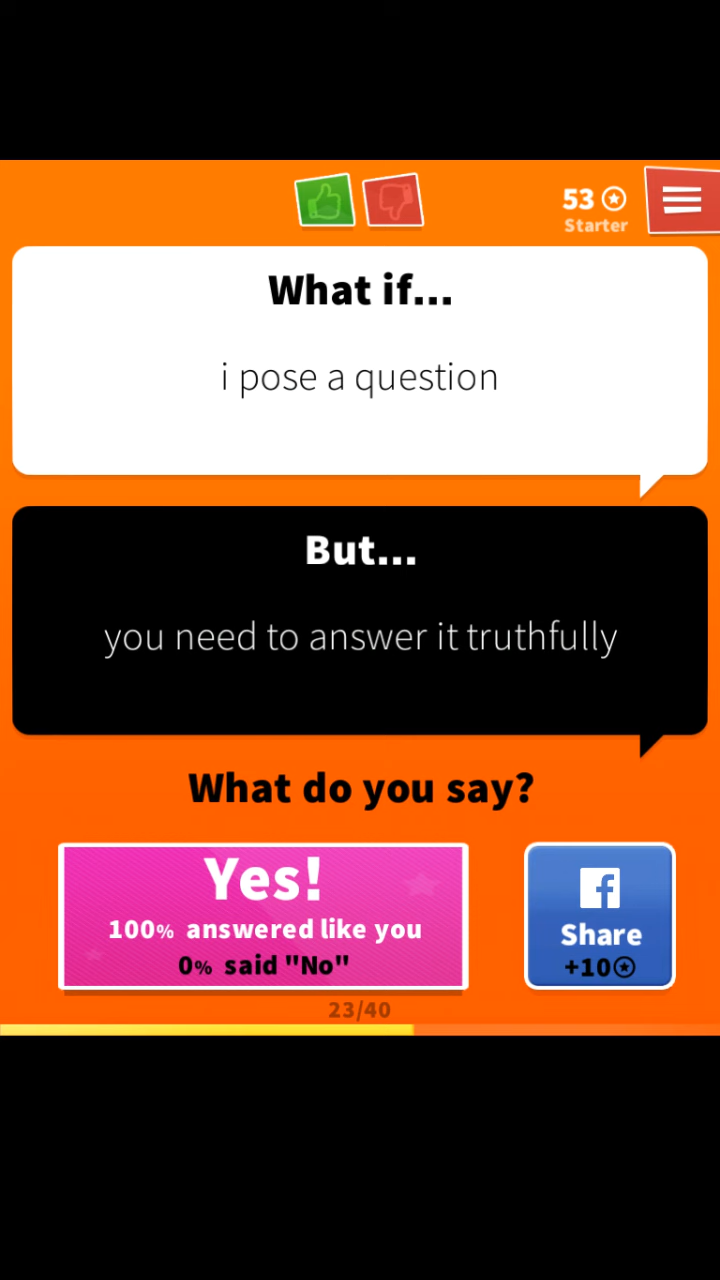 53
Starter
What if...
i pose a question
But...
you need to answer it truthfully
What do you say?
Yes!
100% answered like you
0% said "No"
Share
+10
23/40